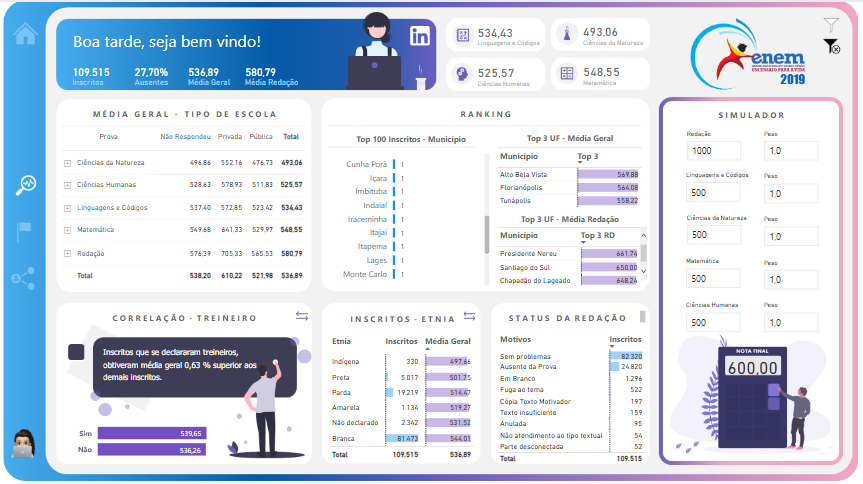 Boa tarde, seja bem vindo!
109.515 27,70% 536,89 580,79
Inscritos Ausentes Média Geral Média Redação
in
534,43
Linguagens e Códigos
493,06
Ciências da Natureza
525,57
Ciências Humanas
548,55
Matemática
enem
UM ENSAIO PARA A VIDA
2019
MÉDIA GERAL - TIPO DE ESCOLA
Prova Não Respondeu Privada Pública Total
Ciências da Natureza 496,86 552,16 476,73 493,06
Ciências Humanas 528,63 578,93 511,83 525,57
Linguagens e Códigos 537,40 572,85 523,42 534,43
Matemática 549,68 641,33 529,97 548,55
Redação 576,39 705,33 565,53 580,79
Total 538,20 610,22 521,98 536,89
RANKING
Top 100 Inscritos - Município
Cunha Porá 1
Içara 1
Imbituba 1
Indaial 1
Iraceminha 1
Itajaí 1
Itapema 1
Lages 1
Monte Carlo 1
Top 3 UF - Média Geral
Município Top 3
Alto Bela Vista 569,88
Florianópolis 564,08
Tunápolis 558,22
Top 3 UF - Média Redação
Município Top 3 RD
Presidente Nereu 661,74
Santiago do Sul 650,00
Chapadão do Lageado 648,24
SIMULADOR
Redação Peso
1000 1,0
Linguagens e Códigos Peso
500 1,0
Ciências da Natureza Peso
500 1,0
Matemática Peso
500 1,0
Ciências Humanas Peso
500 1,0
NOTA FINAL
600,00
CORRELAÇÃO - TREINEIRO
Inscritos que se declararam treineiros,
obtiveram média geral 0,63 % superior aos
demais inscritos.
Sim 539,65
Não 536,26
INSCRITOS - ETNIA
Etnia Inscritos Média Geral
Indígena 330 497,66
Preta 5.017 501,75
Parda 19.219 514,47
Amarela 1.134 519,27
Não declarado 2.342 531,52
Branca 81.473 544,01
Total 109.515 536,89
STATUS DA REDAÇÃO
Motivos Inscritos
Sem problemas 82.320
Ausente da Prova 24.820
Em Branco 1.296
Fuga ao tema 522
Cópia Texto Motivador 197
Texto insuficiente 159
Anulada 95
Não atendimento ao tipo textual 54
Parte desconectada 52
Total 109.515